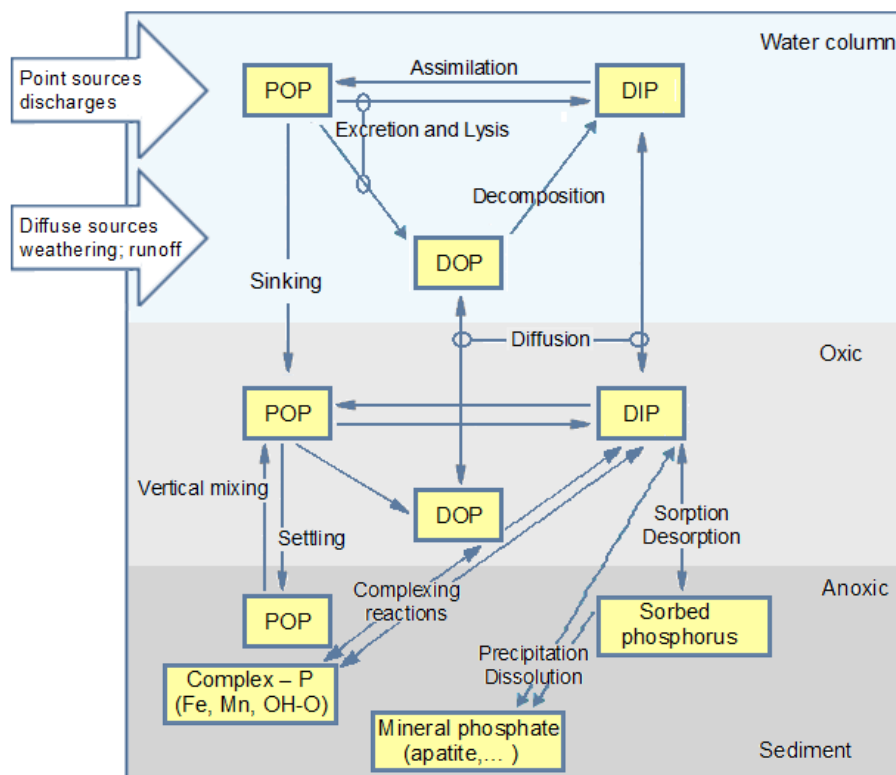 Water column
Point sources
discharges
POP
Assimilation
DIP
Excretion and Lysis
Decomposition
Diffuse sources
weathering; runoff
DOP
Sinking
Diffusion
Oxic
POP
DIP
Vertical mixing
DOP
Settling
Sorption
Desorption
Anoxic
Complexing
reactions
POP
Sorbed
phosphorus
Precipitation
Dissolution
Complex – P
(Fe, Mn, OH-O)
Mineral phosphate
(apatite,... )
Sediment